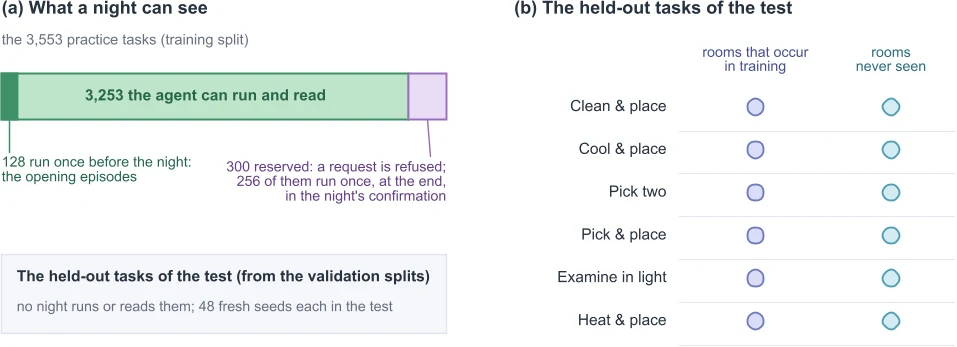 (a) What a night can see
the 3,553 practice tasks (training split)
3,253 the agent can run and read
128 run once before the night:
the opening episodes
300 reserved: a request is refused;
256 of them run once, at the end,
in the night's confirmation
The held-out tasks of the test (from the validation splits)
no night runs or reads them; 48 fresh seeds each in the test
(b) The held-out tasks of the test
rooms that occur
in training
rooms
never seen
Clean & place
Cool & place
Pick two
Pick & place
Examine in light
Heat & place